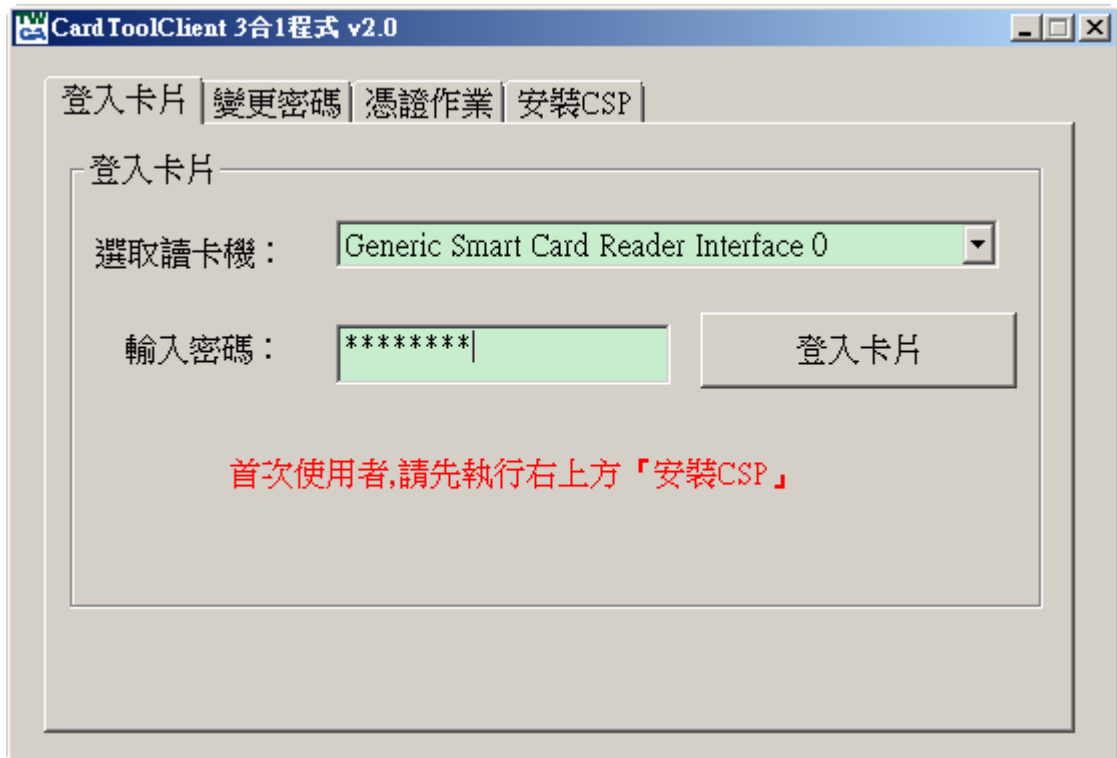 CardToolClient 3合1程式 v2.0
登入卡片 變更密碼 憑證作業 安裝CSP
登入卡片
選取讀卡機： Generic Smart Card Reader Interface 0
輸入密碼： ******** 登入卡片
首次使用者,請先執行右上方『安裝CSP』